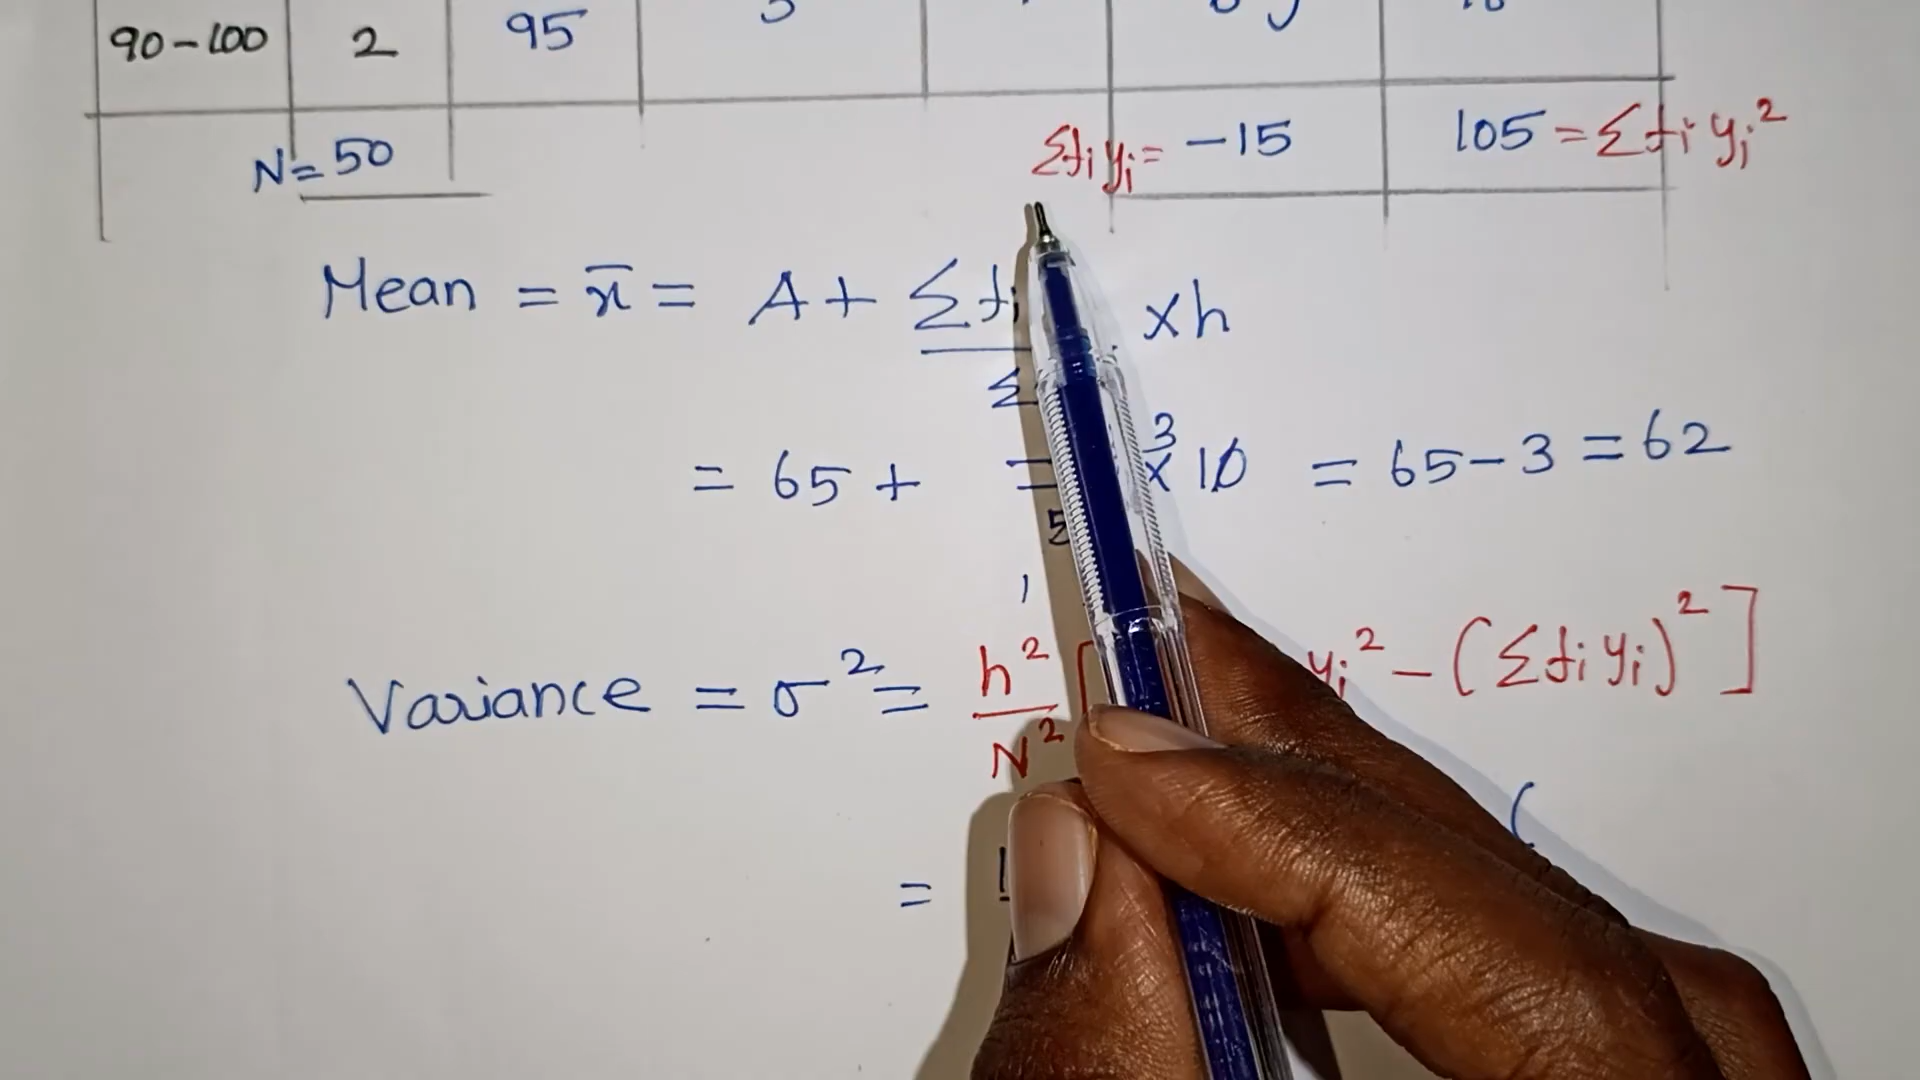 90-100 2 95
N=50 Σfiyi= -15 105=Σfiyi²
Mean = x̄ = A+ Σfi ×h
Σ
= 65+ 3 ×10 = 65-3=62
Variance = σ²= h²/N² [ yi² - (Σfiyi)²]
= (